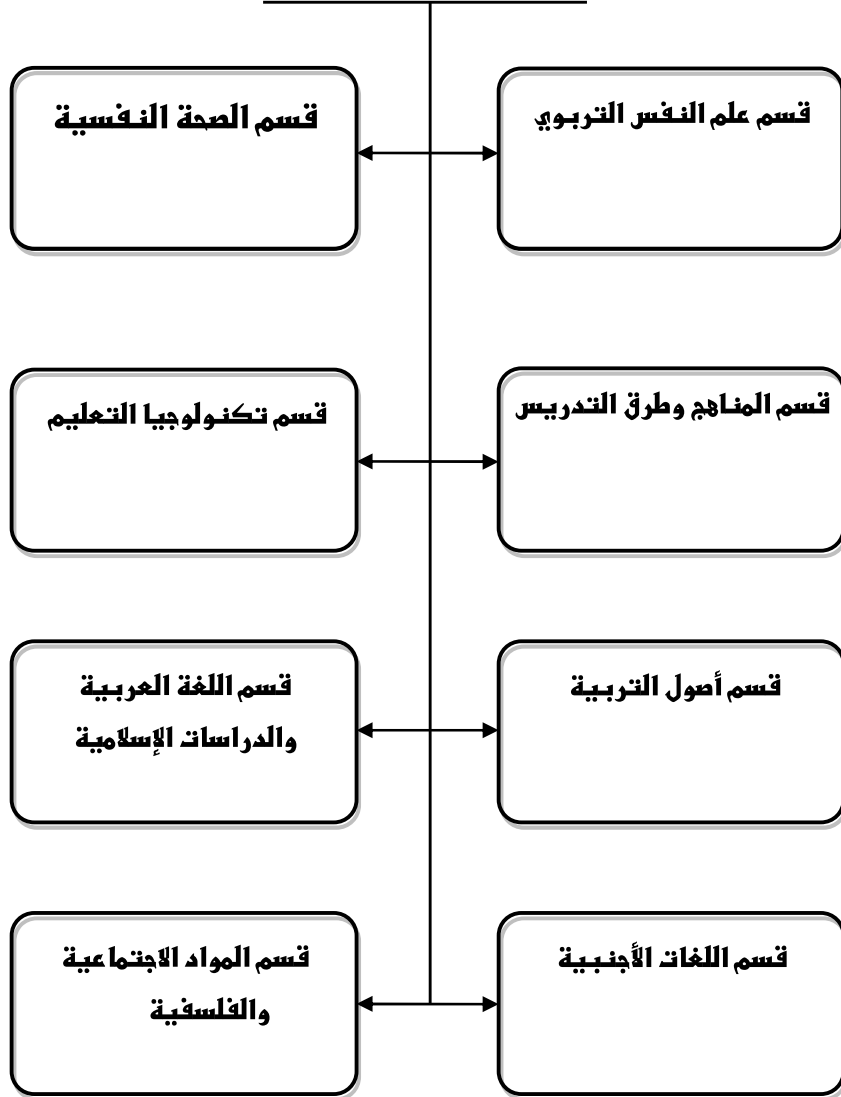 قسم علم النفس التربوي
قسم الصحة النفسية
قسم المناهج وطرق التدريس
قسم تكنولوجيا التعليم
قسم أصول التربية
قسم اللغة العربية
والدراسات الإسلامية
قسم اللغات الأجنبية
قسم المواد الاجتماعية
والفلسفية